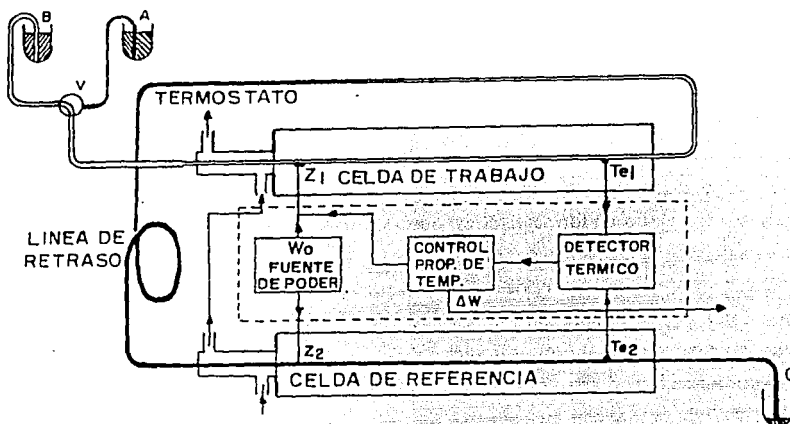 B
A
V
TERMOSTATO
Z1 CELDA DE TRABAJO
Te1
LINEA DE
RETRASO
Wo
FUENTE
DE PODER
CONTROL
PROP. DE
TEMP.
DETECTOR
TERMICO
ΔW
Z2
Te2
CELDA DE REFERENCIA